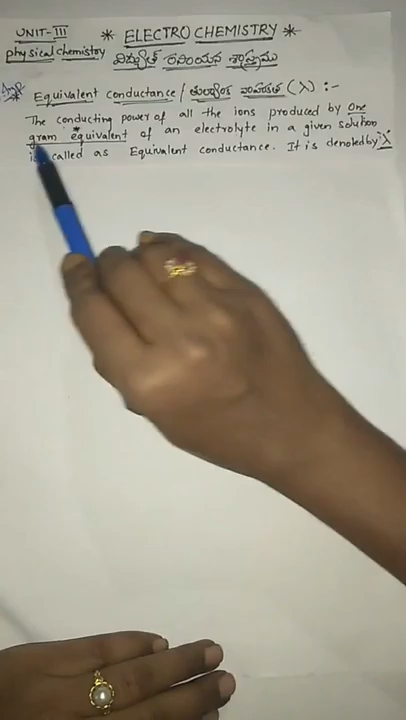 UNIT-III * ELECTRO CHEMISTRY *
physical chemistry విద్యుత్ రసాయన శాస్త్రము
Imp * Equivalent conductance / తుల్యాంక వాహకత (λ) :-
The conducting power of all the ions produced by One
gram equivalent of an electrolyte in a given solution
is called as Equivalent conductance. It is denoted by 'λ'